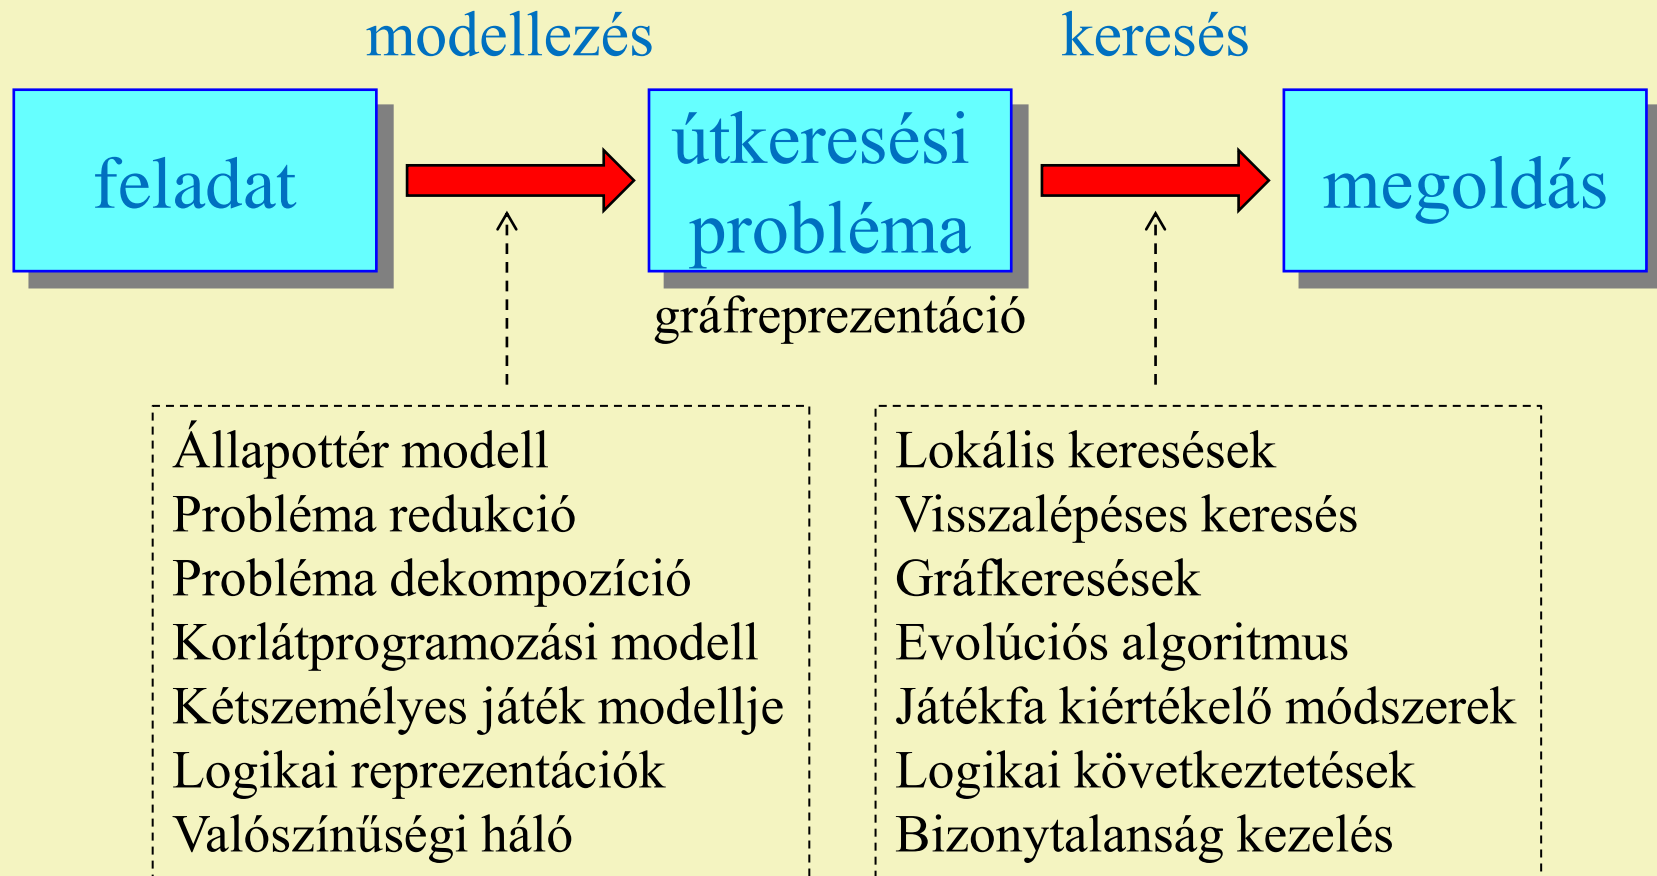 modellezés
keresés
feladat
útkeresési
probléma
megoldás
gráfreprezentáció
Állapottér modell
Probléma redukció
Probléma dekompozíció
Korlátprogramozási modell
Kétszemélyes játék modellje
Logikai reprezentációk
Valószínűségi háló
Lokális keresések
Visszalépéses keresés
Gráfkeresések
Evolúciós algoritmus
Játékfa kiértékelő módszerek
Logikai következtetések
Bizonytalanság kezelés